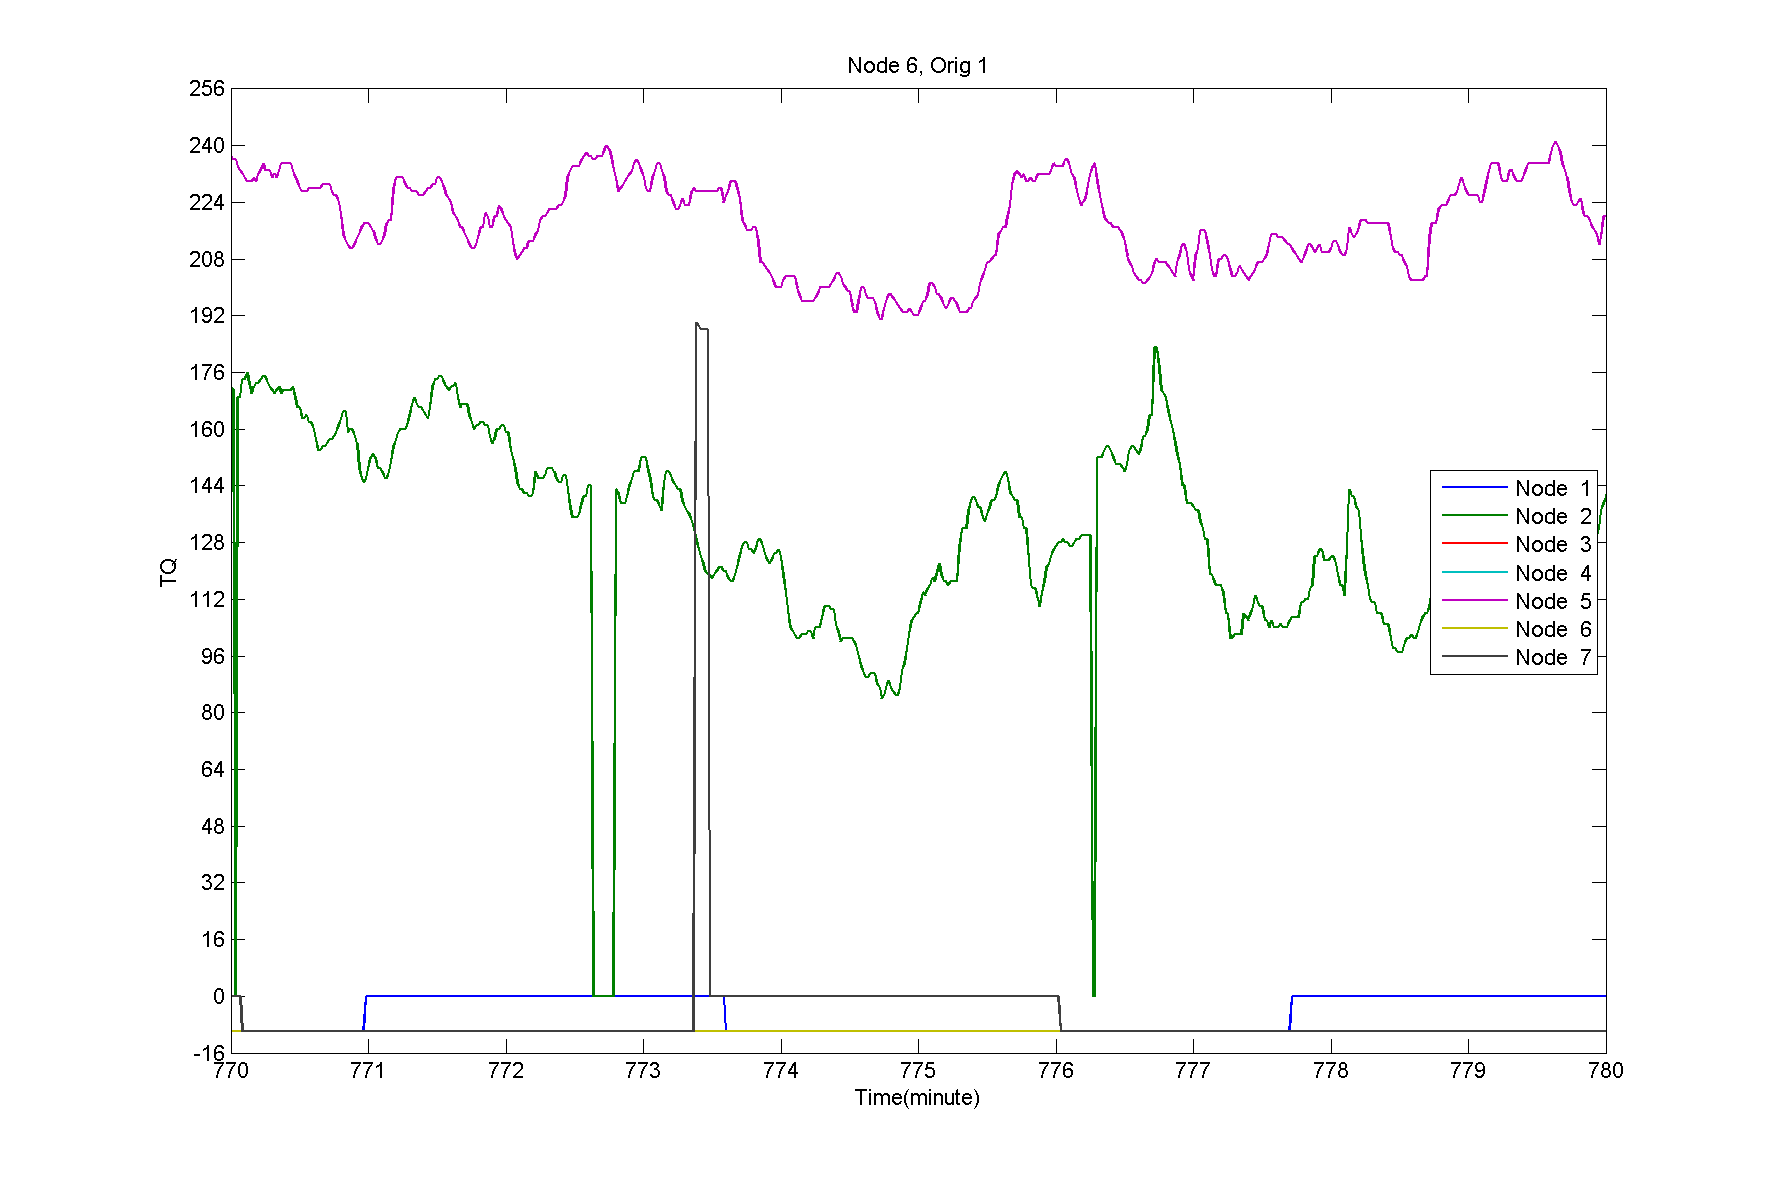 Node 6, Orig 1
256
240
224
208
192
176
160
144
128
112
96
80
64
48
32
16
0
-16
TQ
Node 1
Node 2
Node 3
Node 4
Node 5
Node 6
Node 7
770 771 772 773 774 775 776 777 778 779 780
Time(minute)